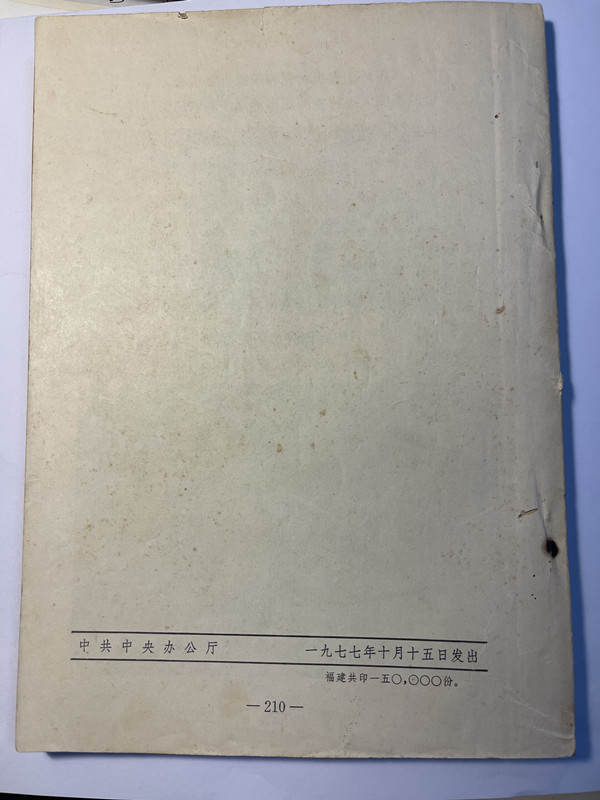 中共中央办公厅 一九七七年十月十五日发出
福建共印一五〇,〇〇〇份。
—210—